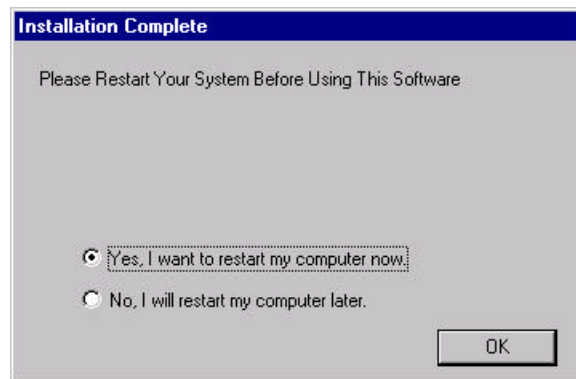 Installation Complete
Please Restart Your System Before Using This Software
Yes, I want to restart my computer now.
No, I will restart my computer later.
OK